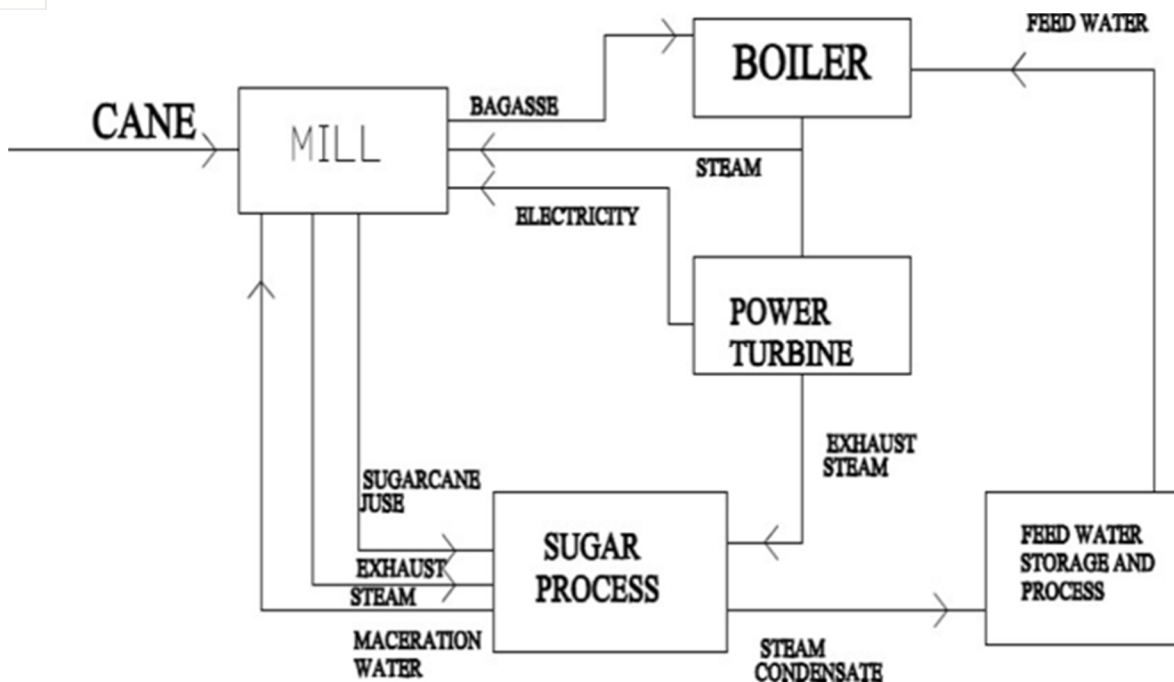 FEED WATER
BOILER
BAGASSE
CANE
MILL
STEAM
ELECTRICITY
POWER
TURBINE
EXHAUST
STEAM
SUGARCANE
JUSE
SUGAR
PROCESS
FEED WATER
STORAGE AND
PROCESS
EXHAUST
STEAM
MACERATION
WATER
STEAM
CONDENSATE